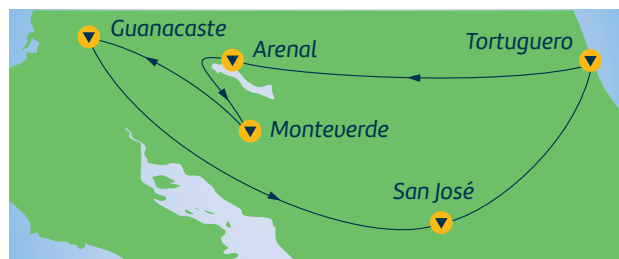 Guanacaste
Arenal
Tortuguero
Monteverde
San José